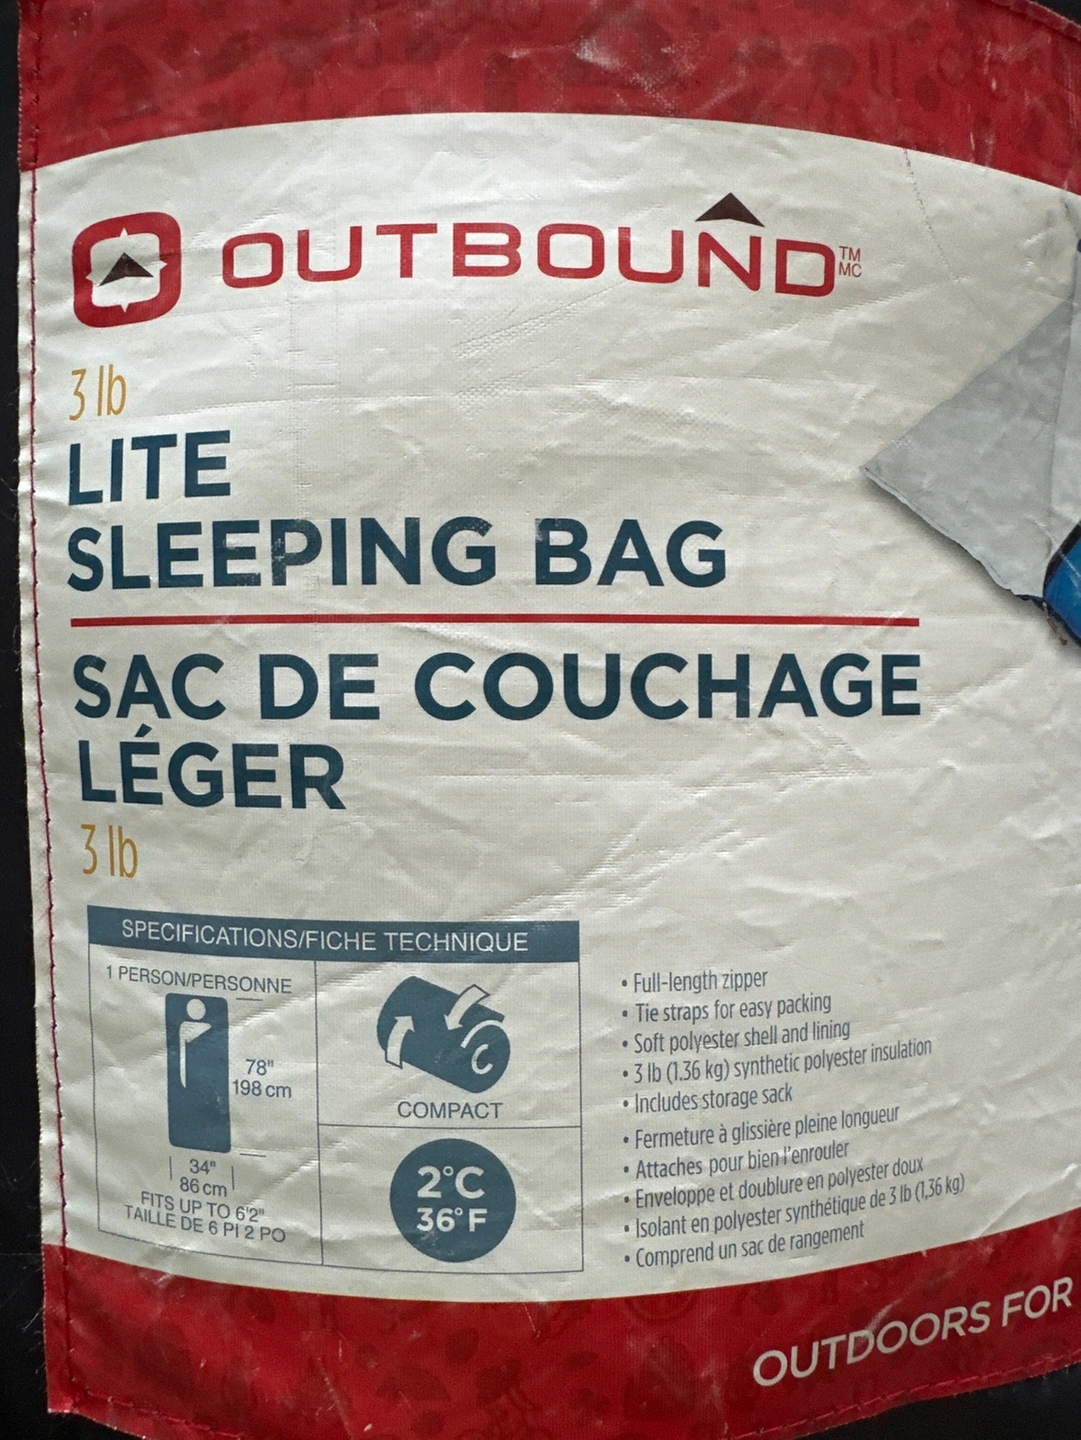 OUTBOUND TM MC
3 lb
LITE
SLEEPING BAG
SAC DE COUCHAGE
LÉGER
3 lb
SPECIFICATIONS/FICHE TECHNIQUE
1 PERSON/PERSONNE
78"
198 cm
34"
86 cm
FITS UP TO 6'2"
TAILLE DE 6 PI 2 PO
COMPACT
2°C
36°F
• Full-length zipper
• Tie straps for easy packing
• Soft polyester shell and lining
• 3 lb (1.36 kg) synthetic polyester insulation
• Includes storage sack
• Fermeture à glissière pleine longueur
• Attaches pour bien l'enrouler
• Enveloppe et doublure en polyester doux
• Isolant en polyester synthétique de 3 lb (1,36 kg)
• Comprend un sac de rangement
OUTDOORS FOR